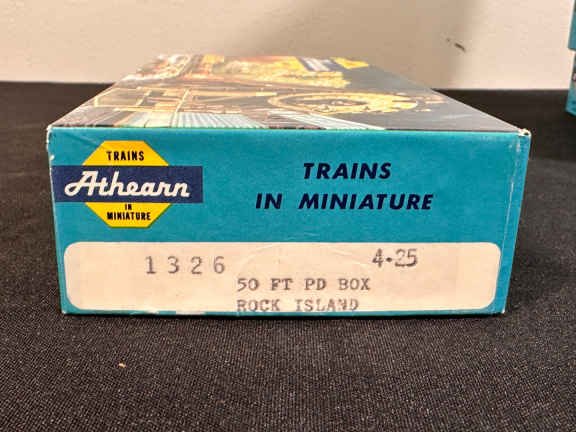 TRAINS
Athearn
IN
MINIATURE
TRAINS
IN MINIATURE
1326 4-25
50 FT PD BOX
ROCK ISLAND